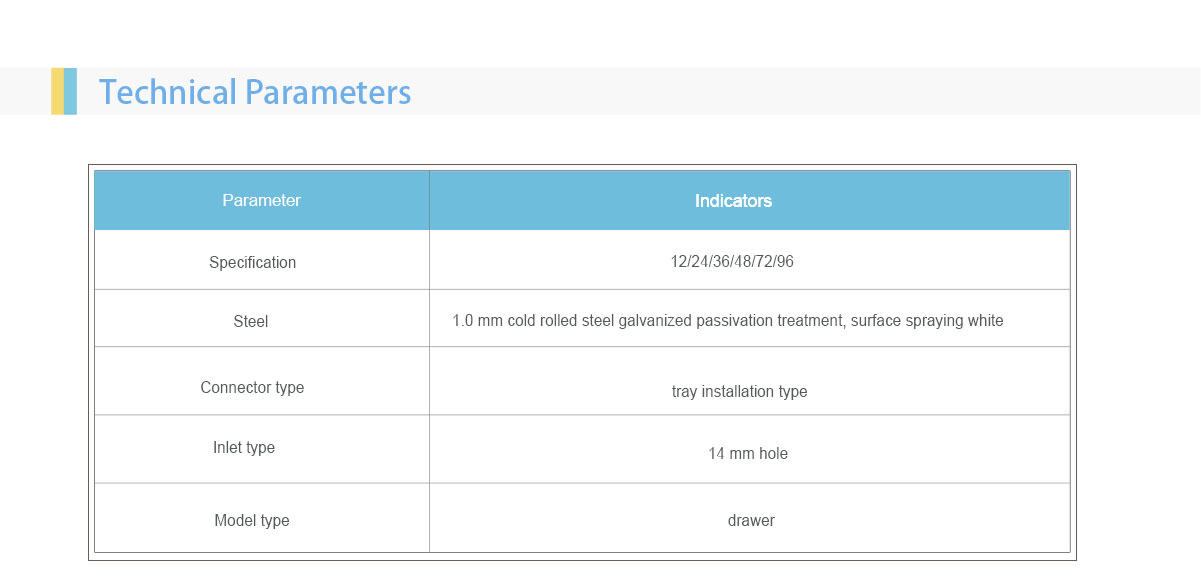 Technical Parameters
Parameter Indicators
Specification 12/24/36/48/72/96
Steel 1.0 mm cold rolled steel galvanized passivation treatment, surface spraying white
Connector type tray installation type
Inlet type 14 mm hole
Model type drawer